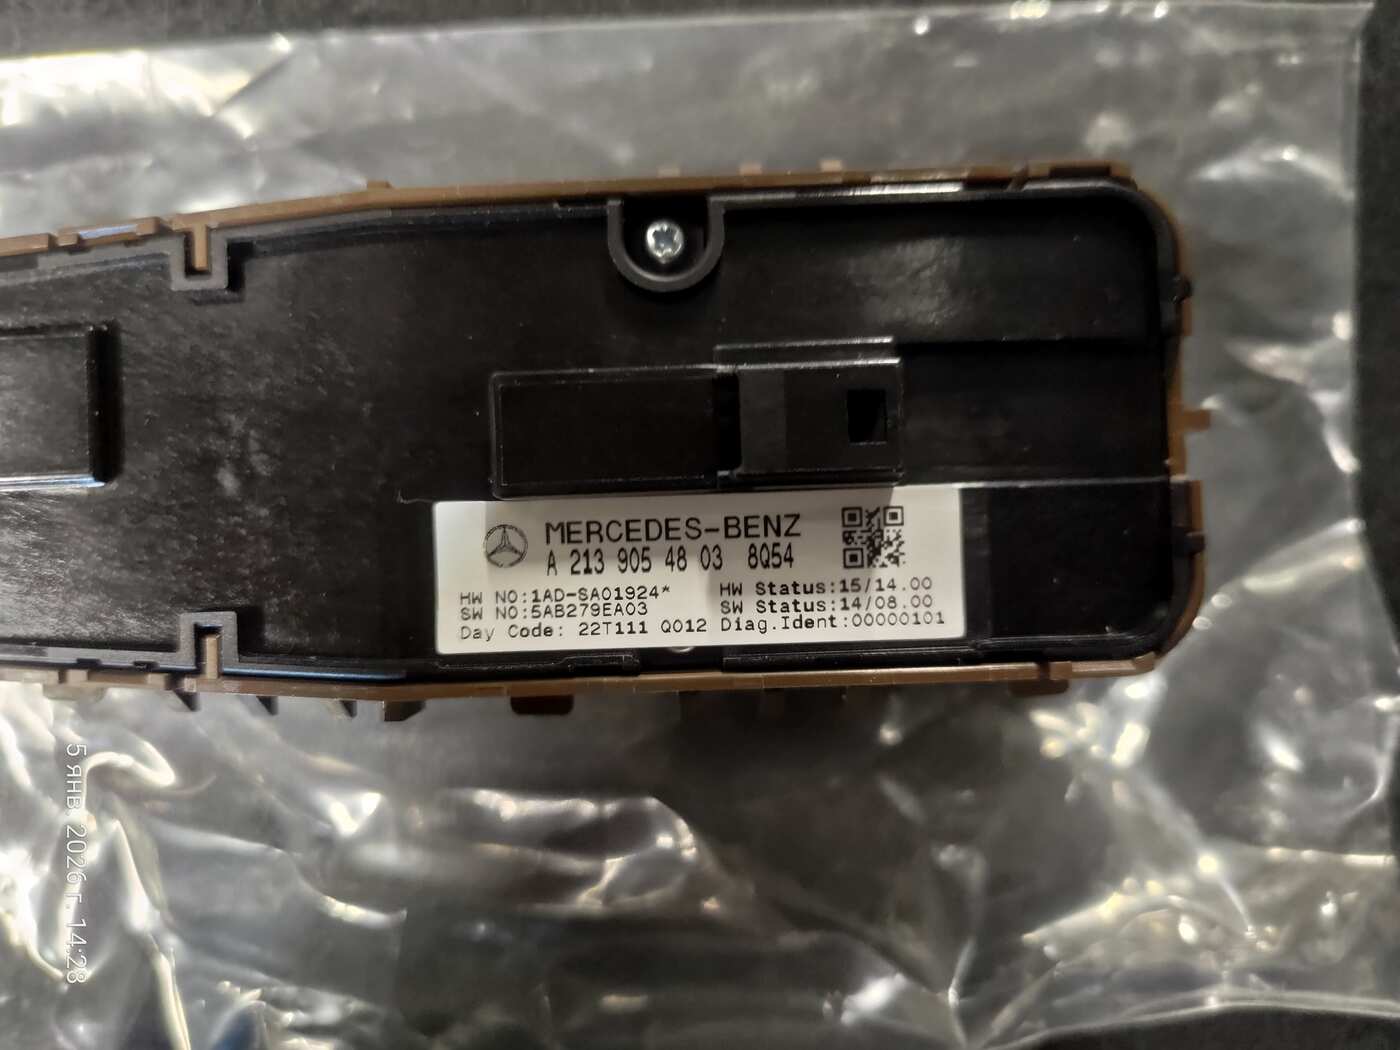 MERCEDES-BENZ
A 213 905 48 03 8Q54
HW NO:1AD-SA01924* HW Status:15/14.00
SW NO:5AB279EA03 SW Status:14/08.00
Day Code: 22T111 Q012 Diag.Ident:00000101
5 янв. 2026 г. 14:28